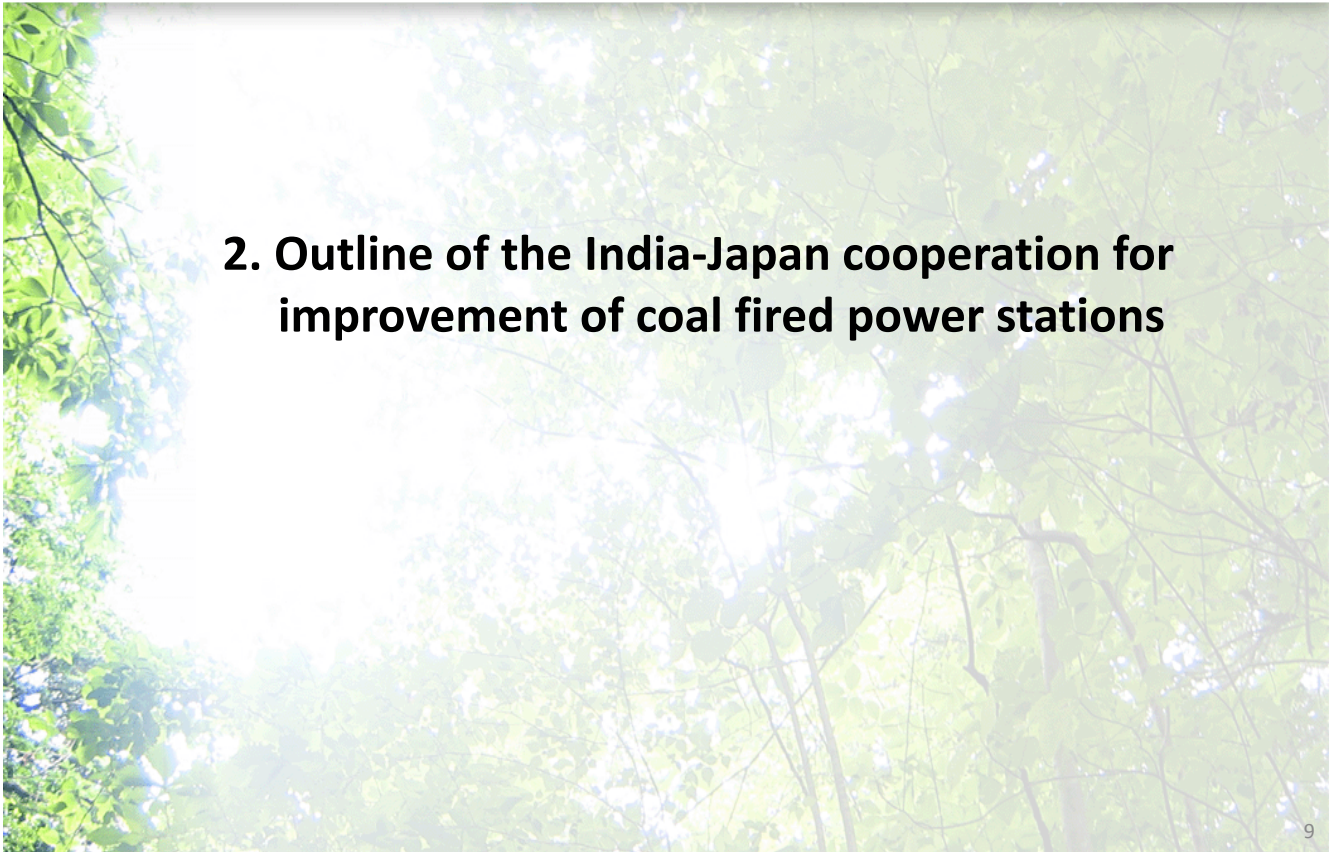 2. Outline of the India-Japan cooperation for
improvement of coal fired power stations
9